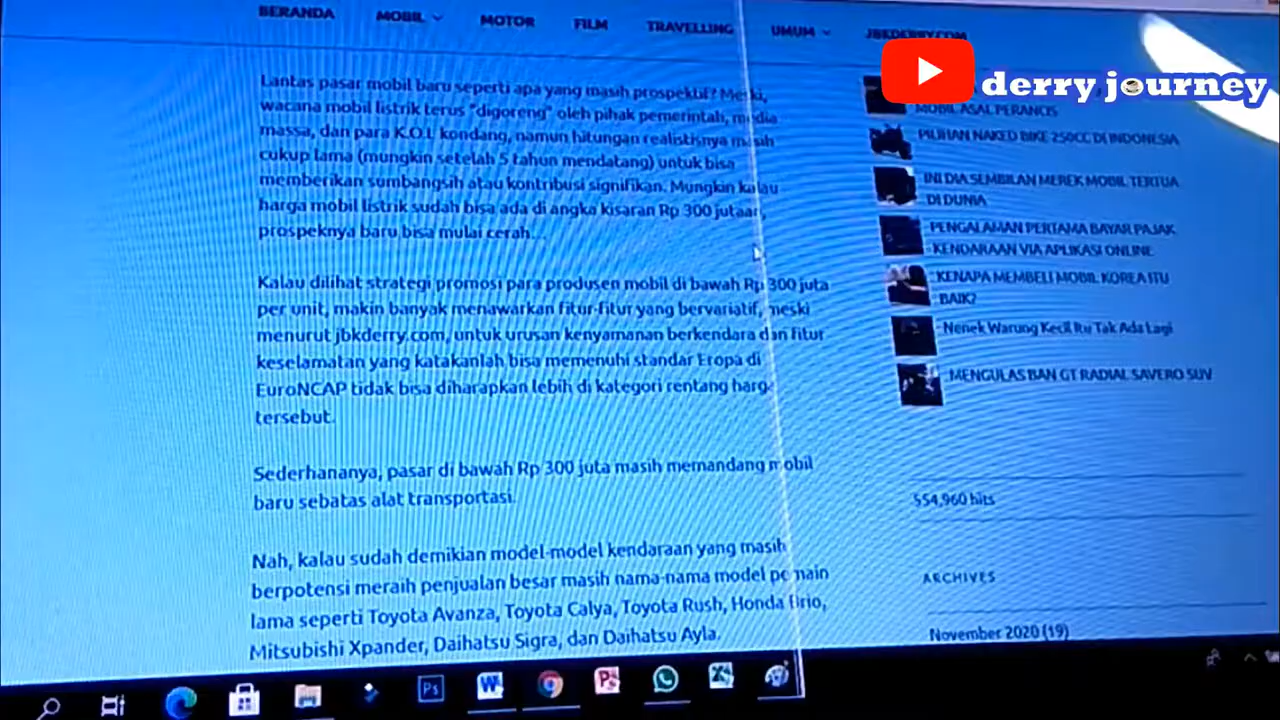 BERANDA MOBIL MOTOR FILM TRAVELLING UMUM JBKDERRY.COM
derry journey
Lantas pasar mobil baru seperti apa yang masih prospektif? Meski,
wacana mobil listrik terus "digoreng" oleh pihak pemerintah, media
massa, dan para K.O.L kondang, namun hitungan realistisnya masih
cukup lama (mungkin setelah 5 tahun mendatang) untuk bisa
memberikan sumbangsih atau kontribusi signifikan. Mungkin kalau
harga mobil listrik sudah bisa ada di angka kisaran Rp 300 jutaan,
prospeknya baru bisa mulai cerah...
Kalau dilihat strategi promosi para produsen mobil di bawah Rp 300 juta
per unit, makin banyak menawarkan fitur-fitur yang bervariatif, meski
menurut jbkderry.com, untuk urusan kenyamanan berkendara dan fitur
keselamatan yang katakanlah bisa memenuhi standar Eropa di
EuroNCAP tidak bisa diharapkan lebih di kategori rentang harga
tersebut.
Sederhananya, pasar di bawah Rp 300 juta masih memandang mobil
baru sebatas alat transportasi.
Nah, kalau sudah demikian model-model kendaraan yang masih
berpotensi meraih penjualan besar masih nama-nama model pemain
lama seperti Toyota Avanza, Toyota Calya, Toyota Rush, Honda Brio,
Mitsubishi Xpander, Daihatsu Sigra, dan Daihatsu Ayla.
MOBIL ASAL PERANCIS
PILIHAN NAKED BIKE 250CC DI INDONESIA
INI DIA SEMBILAN MEREK MOBIL TERTUA
DI DUNIA
PENGALAMAN PERTAMA BAYAR PAJAK
KENDARAAN VIA APLIKASI ONLINE
KENAPA MEMBELI MOBIL KOREA ITU
BAIK?
Nenek Warung Kecil Itu Tak Ada Lagi
MENGULAS BAN GT RADIAL SAVERO SUV
554,960 hits
ARCHIVES
November 2020 (19)
Ps